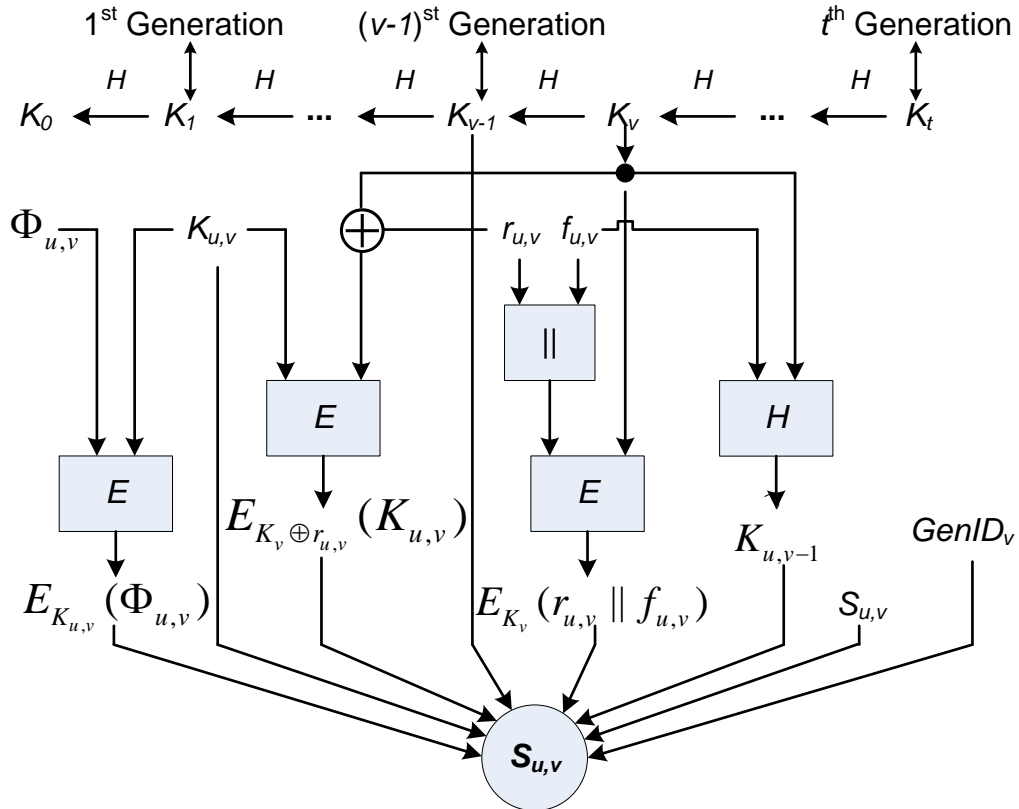 1st Generation (v-1)st Generation tth Generation
H H H H H H
K0 K1 ... Kv-1 Kv ... Kt
Φu,v Ku,v ⊕ ru,v fu,v
||
E H
E E
EKv⊕ru,v (Ku,v)
Ku,v−1 GenIDv
EKu,v (Φu,v) EKv (ru,v || fu,v) Su,v
Su,v